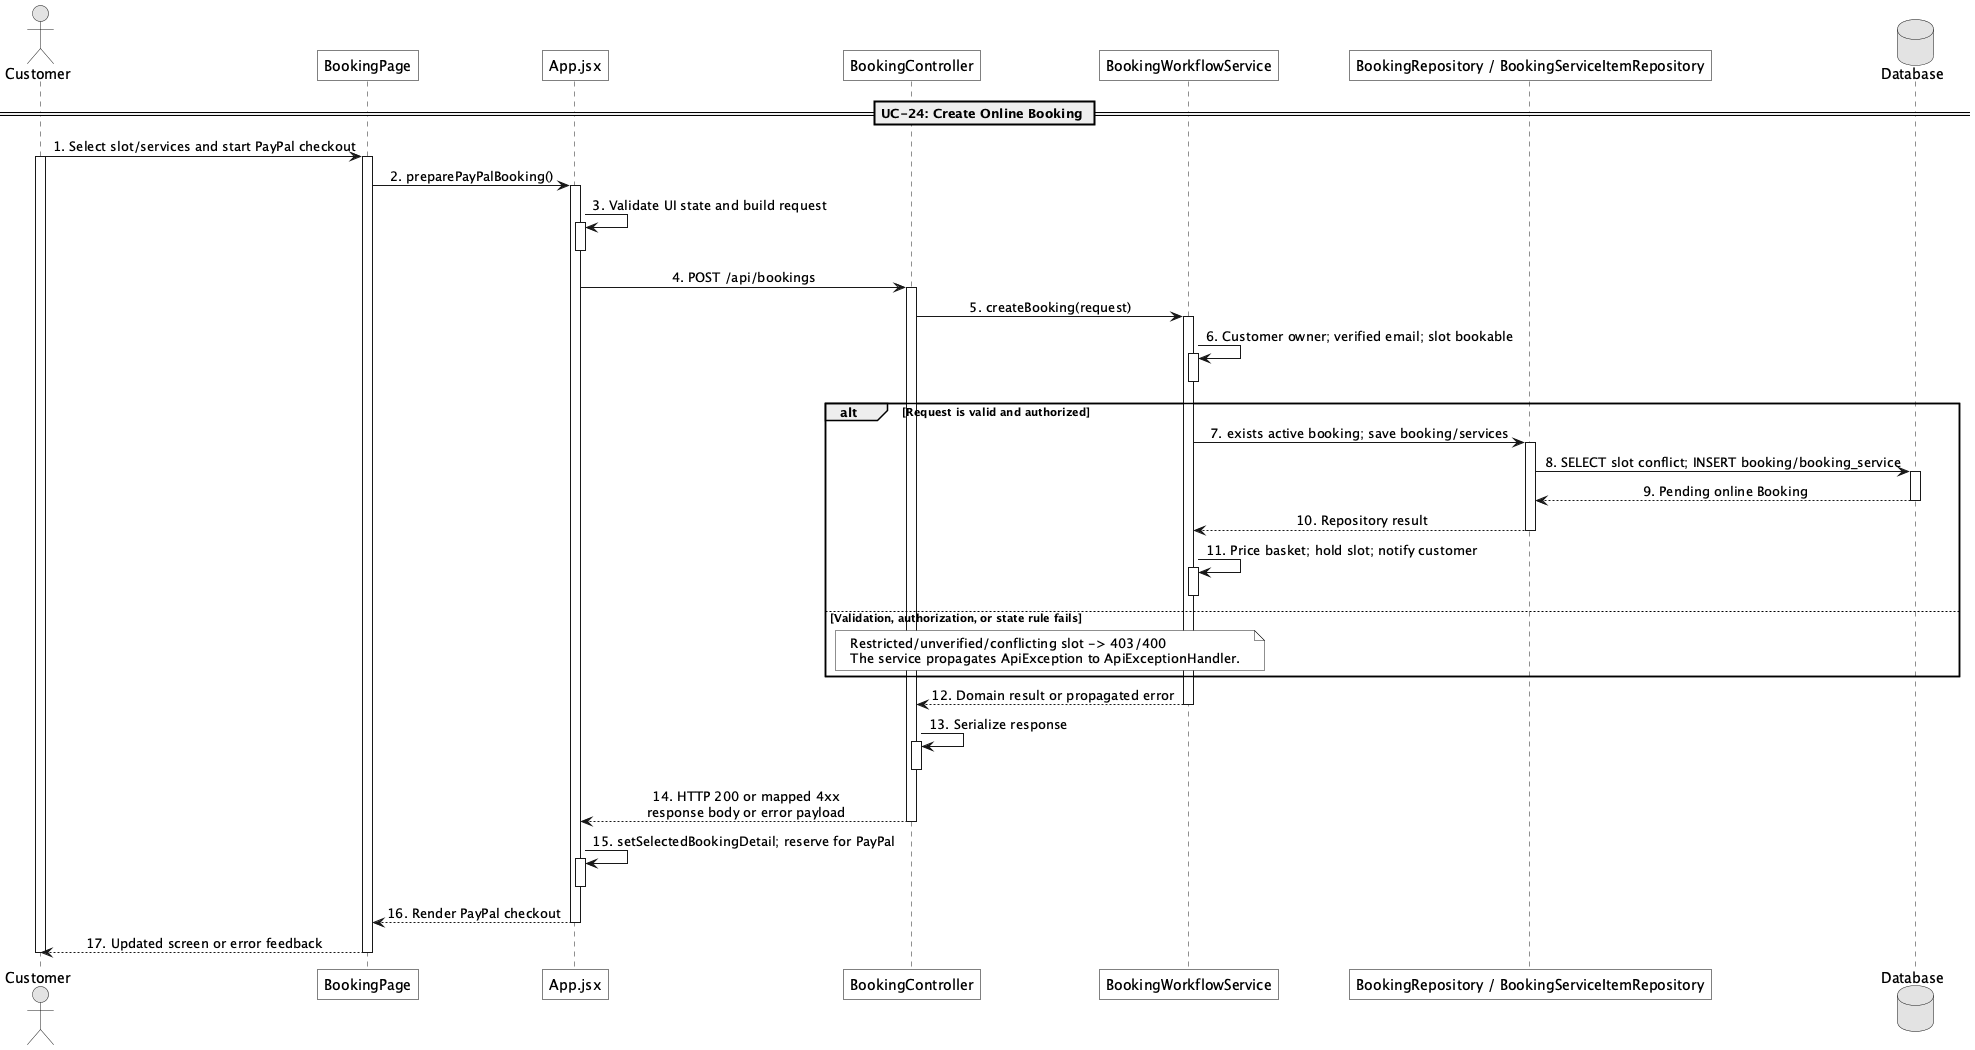 Customer
BookingPage
App.jsx
BookingController
BookingWorkflowService
BookingRepository / BookingServiceItemRepository
Database
UC-24: Create Online Booking
1. Select slot/services and start PayPal checkout
2. preparePayPalBooking()
3. Validate UI state and build request
4. POST /api/bookings
5. createBooking(request)
6. Customer owner; verified email; slot bookable
alt
[Request is valid and authorized]
7. exists active booking; save booking/services
8. SELECT slot conflict; INSERT booking/booking_service
9. Pending online Booking
10. Repository result
11. Price basket; hold slot; notify customer
[Validation, authorization, or state rule fails]
Restricted/unverified/conflicting slot -> 403/400
The service propagates ApiException to ApiExceptionHandler.
12. Domain result or propagated error
13. Serialize response
14. HTTP 200 or mapped 4xx
response body or error payload
15. setSelectedBookingDetail; reserve for PayPal
16. Render PayPal checkout
17. Updated screen or error feedback
Customer
BookingPage
App.jsx
BookingController
BookingWorkflowService
BookingRepository / BookingServiceItemRepository
Database